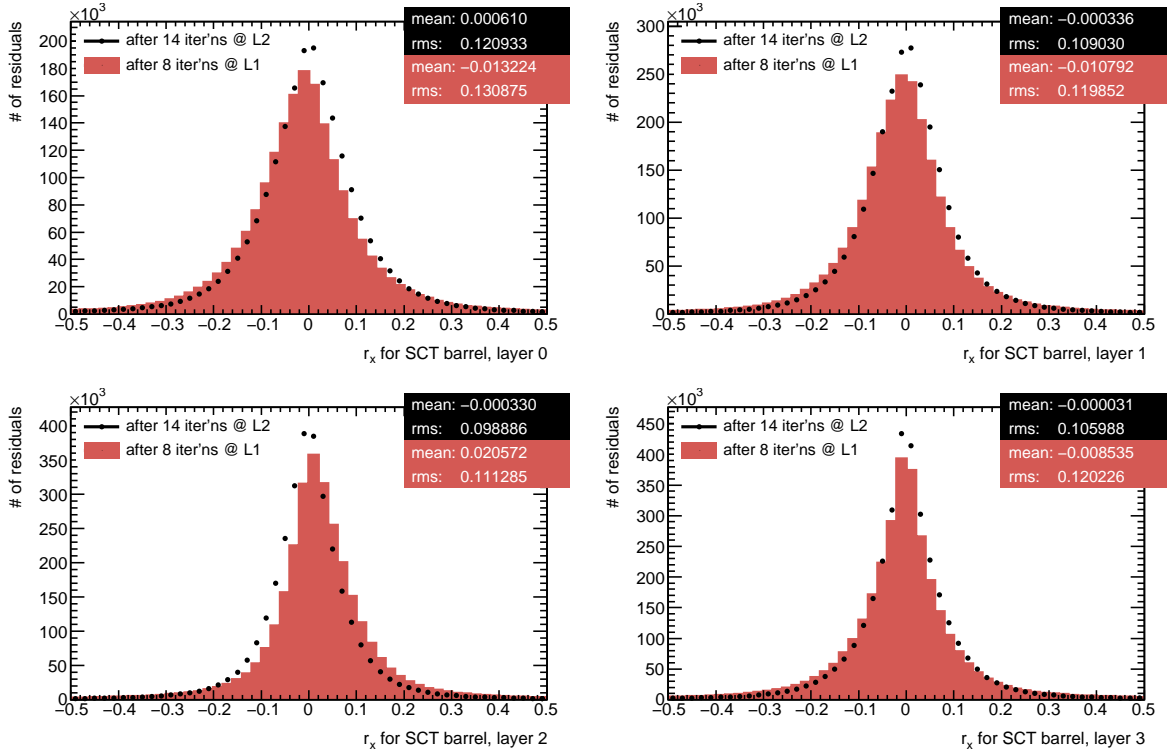 ×10³
# of residuals
200
180
160
140
120
100
80
60
40
20
0
after 14 iter'ns @ L2
after 8 iter'ns @ L1
mean: 0.000610
rms: 0.120933
mean: −0.013224
rms: 0.130875
−0.5 −0.4 −0.3 −0.2 −0.1 0 0.1 0.2 0.3 0.4 0.5
r_x for SCT barrel, layer 0
×10³
# of residuals
300
250
200
150
100
50
0
after 14 iter'ns @ L2
after 8 iter'ns @ L1
mean: −0.000336
rms: 0.109030
mean: −0.010792
rms: 0.119852
−0.5 −0.4 −0.3 −0.2 −0.1 0 0.1 0.2 0.3 0.4 0.5
r_x for SCT barrel, layer 1
×10³
# of residuals
400
350
300
250
200
150
100
50
0
after 14 iter'ns @ L2
after 8 iter'ns @ L1
mean: −0.000330
rms: 0.098886
mean: 0.020572
rms: 0.111285
−0.5 −0.4 −0.3 −0.2 −0.1 0 0.1 0.2 0.3 0.4 0.5
r_x for SCT barrel, layer 2
×10³
# of residuals
450
400
350
300
250
200
150
100
50
0
after 14 iter'ns @ L2
after 8 iter'ns @ L1
mean: −0.000031
rms: 0.105988
mean: −0.008535
rms: 0.120226
−0.5 −0.4 −0.3 −0.2 −0.1 0 0.1 0.2 0.3 0.4 0.5
r_x for SCT barrel, layer 3